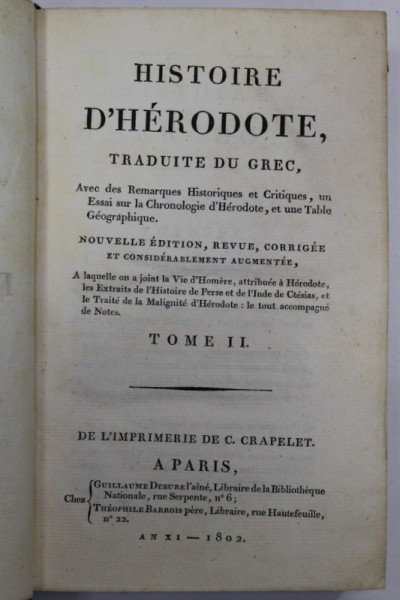 HISTOIRE
D'HÉRODOTE,
TRADUITE DU GREC,
Avec des Remarques Historiques et Critiques, un
Essai sur la Chronologie d'Hérodote, et une Table
Géographique.
NOUVELLE ÉDITION, REVUE, CORRIGÉE
ET CONSIDÉRABLEMENT AUGMENTÉE,
A laquelle on a joint la Vie d'Homère, attribuée à Hérodote,
les Extraits de l'Histoire de Perse et de l'Inde de Ctésias, et
le Traité de la Malignité d'Hérodote : le tout accompagné
de Notes.
TOME II.
DE L'IMPRIMERIE DE C. CRAPELET.
A PARIS,
Chez
GUILLAUME DEBURE l'aîné, Libraire de la Bibliothèque
Nationale, rue Serpente, n° 6;
THÉOPHILE BARROIS père, Libraire, rue Hautefeuille,
n° 22.
AN XI — 1802.